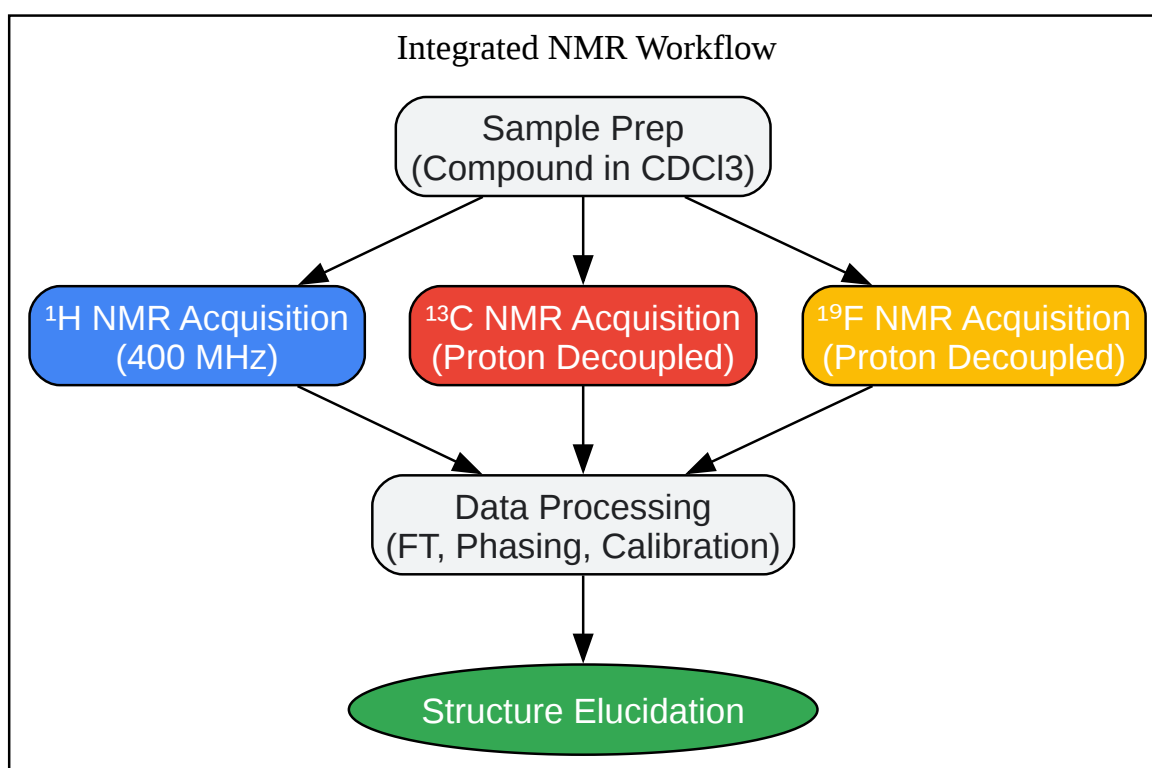 Integrated NMR Workflow
Sample Prep
(Compound in CDCl3)
¹H NMR Acquisition
(400 MHz)
¹³C NMR Acquisition
(Proton Decoupled)
¹⁹F NMR Acquisition
(Proton Decoupled)
Data Processing
(FT, Phasing, Calibration)
Structure Elucidation